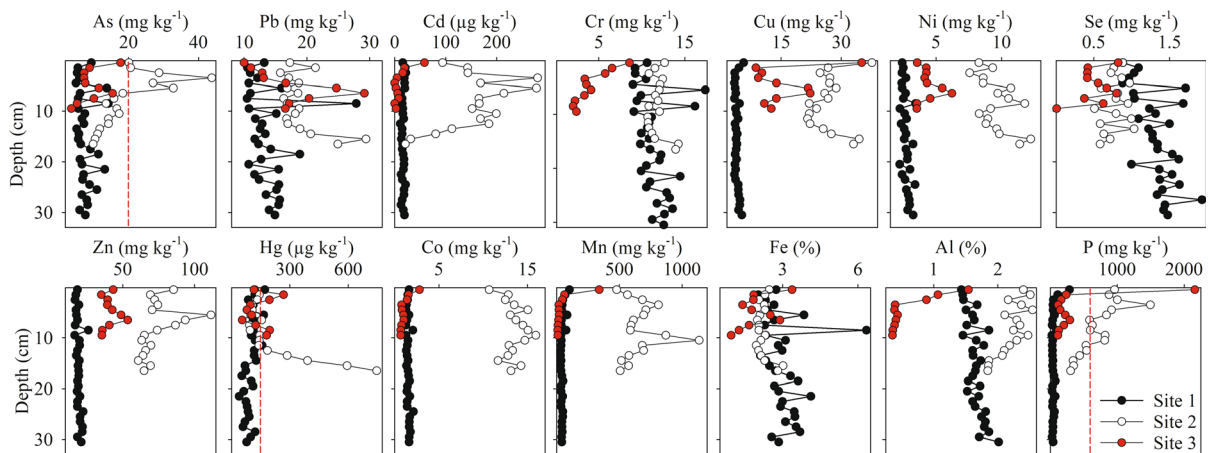 As (mg kg⁻¹) Pb (mg kg⁻¹) Cd (µg kg⁻¹) Cr (mg kg⁻¹) Cu (mg kg⁻¹) Ni (mg kg⁻¹) Se (mg kg⁻¹)
0 20 40 10 20 30 0 100 200 5 15 15 30 5 10 0.5 1.5
0
10
20
30
Depth (cm)
Zn (mg kg⁻¹) Hg (µg kg⁻¹) Co (mg kg⁻¹) Mn (mg kg⁻¹) Fe (%) Al (%) P (mg kg⁻¹)
50 100 300 600 5 15 500 1000 3 6 1 2 1000 2000
0
10
20
30
Depth (cm)
Site 1
Site 2
Site 3